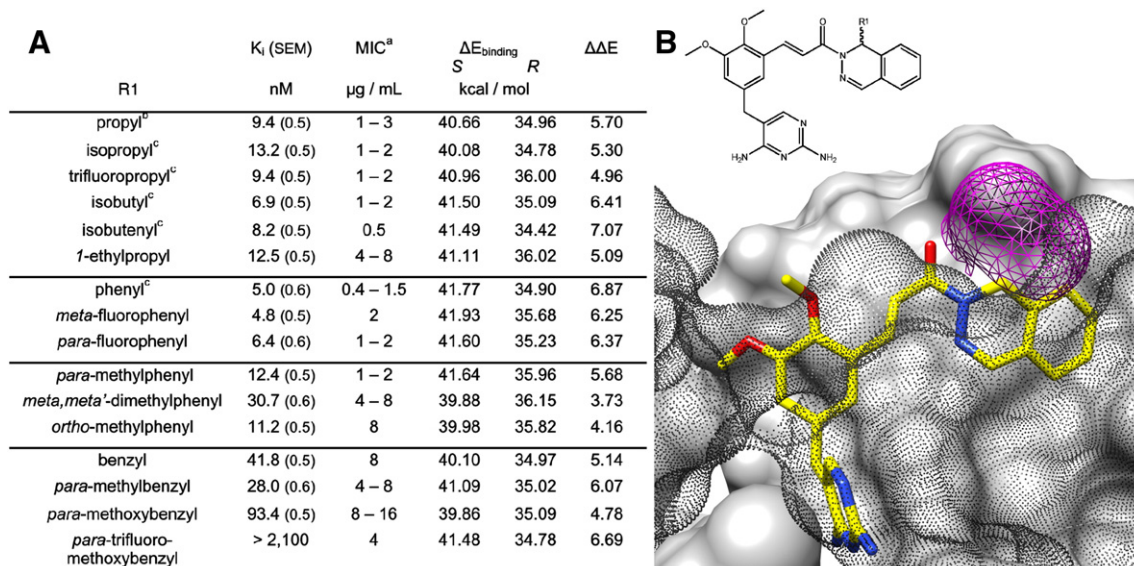 A
Ki (SEM) MICa ΔEbinding ΔΔE
S R
R1 nM µg / mL kcal / mol
propylb 9.4 (0.5) 1 – 3 40.66 34.96 5.70
isopropylc 13.2 (0.5) 1 – 2 40.08 34.78 5.30
trifluoropropylc 9.4 (0.5) 1 – 2 40.96 36.00 4.96
isobutylc 6.9 (0.5) 1 – 2 41.50 35.09 6.41
isobutenylc 8.2 (0.5) 0.5 41.49 34.42 7.07
1-ethylpropyl 12.5 (0.5) 4 – 8 41.11 36.02 5.09
phenylc 5.0 (0.6) 0.4 – 1.5 41.77 34.90 6.87
meta-fluorophenyl 4.8 (0.5) 2 41.93 35.68 6.25
para-fluorophenyl 6.4 (0.6) 1 – 2 41.60 35.23 6.37
para-methylphenyl 12.4 (0.5) 1 – 2 41.64 35.96 5.68
meta,meta’-dimethylphenyl 30.7 (0.6) 4 – 8 39.88 36.15 3.73
ortho-methylphenyl 11.2 (0.5) 8 39.98 35.82 4.16
benzyl 41.8 (0.5) 8 40.10 34.97 5.14
para-methylbenzyl 28.0 (0.6) 4 – 8 41.09 35.02 6.07
para-methoxybenzyl 93.4 (0.5) 8 – 16 39.86 35.09 4.78
para-trifluoro- > 2,100 4 41.48 34.78 6.69
methoxybenzyl
B
R1
O O
O N
N
N
H2N N NH2